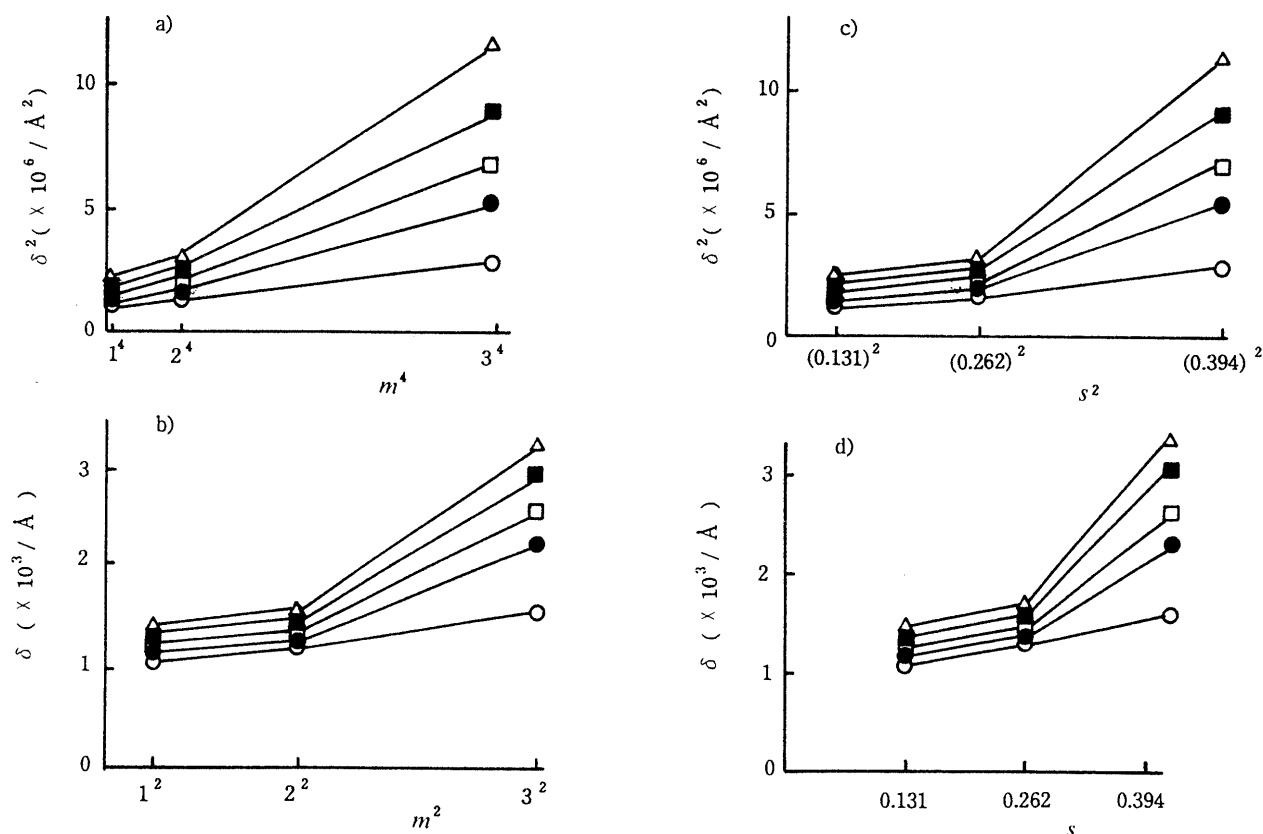 a)
δ² ( × 10⁶ / Å²)
10
5
0
1⁴ 2⁴ 3⁴
m⁴
b)
δ ( × 10³ / Å )
3
2
1
0
1² 2² 3²
m²
c)
δ² ( × 10⁶ / Å²)
10
5
0
(0.131)² (0.262)² (0.394)²
s²
d)
δ ( × 10³ / Å)
3
2
1
0
0.131 0.262 0.394
s